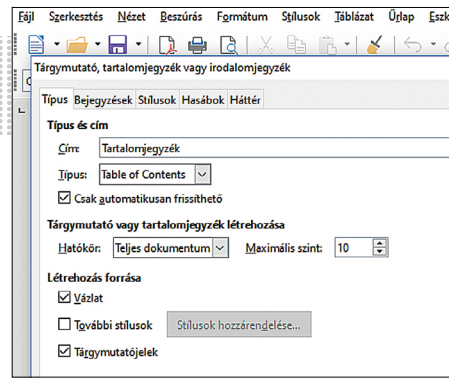 Fájl Szerkesztés Nézet Beszúrás Formátum Stílusok Táblázat Űrlap Eszk
Tárgymutató, tartalomjegyzék vagy irodalomjegyzék
Típus Bejegyzések Stílusok Hasábok Háttér
Típus és cím
Cím: Tartalomjegyzék
Típus: Table of Contents
Csak automatikusan frissíthető
Tárgymutató vagy tartalomjegyzék létrehozása
Hatókör: Teljes dokumentum Maximális szint: 10
Létrehozás forrása
Vázlat
További stílusok Stílusok hozzárendelése...
Tárgymutatójelek